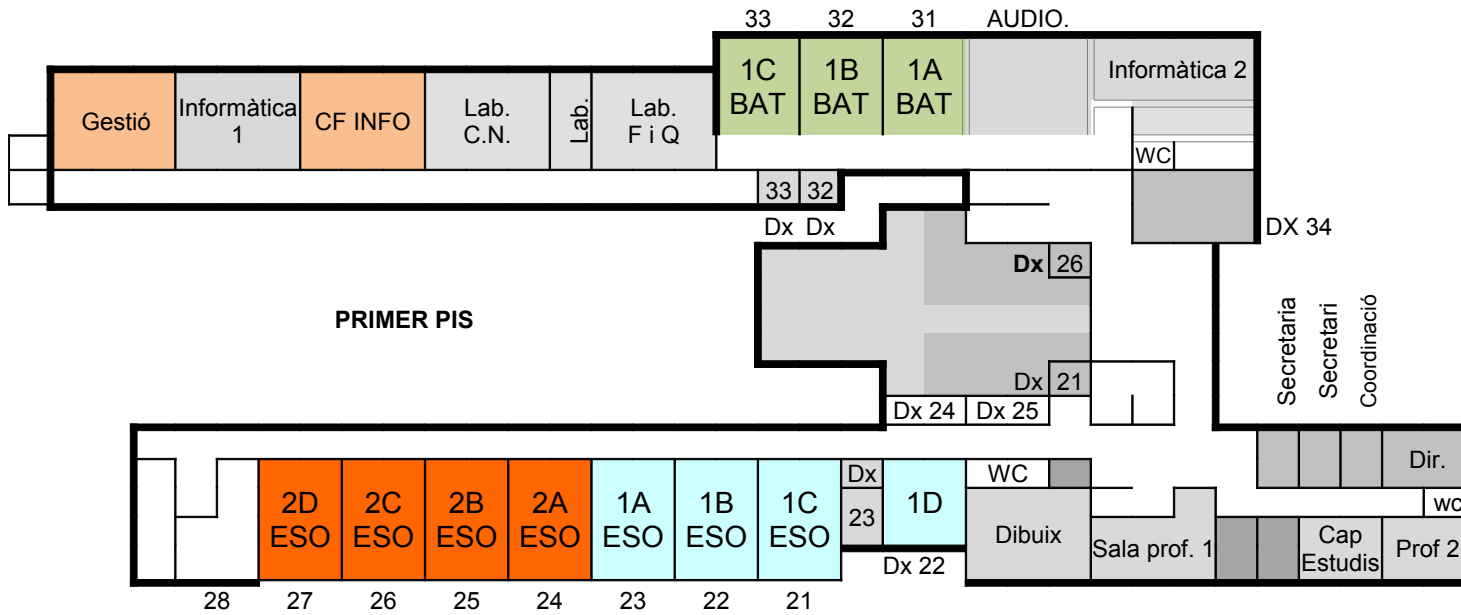 33 32 31 AUDIO.
Gestió
Informàtica
1
CF INFO
Lab.
C.N.
Lab.
Lab.
F i Q
1C
BAT
1B
BAT
1A
BAT
Informàtica 2
WC
33 32
Dx Dx
DX 34
Dx 26
PRIMER PIS
Secretaria
Secretari
Coordinació
Dx 21
Dx 24 Dx 25
2D
ESO
2C
ESO
2B
ESO
2A
ESO
1A
ESO
1B
ESO
1C
ESO
Dx
23
1D
WC
Dibuix
Sala prof. 1
Dir.
wc
Cap
Estudis
Prof 2
Dx 22
28 27 26 25 24 23 22 21